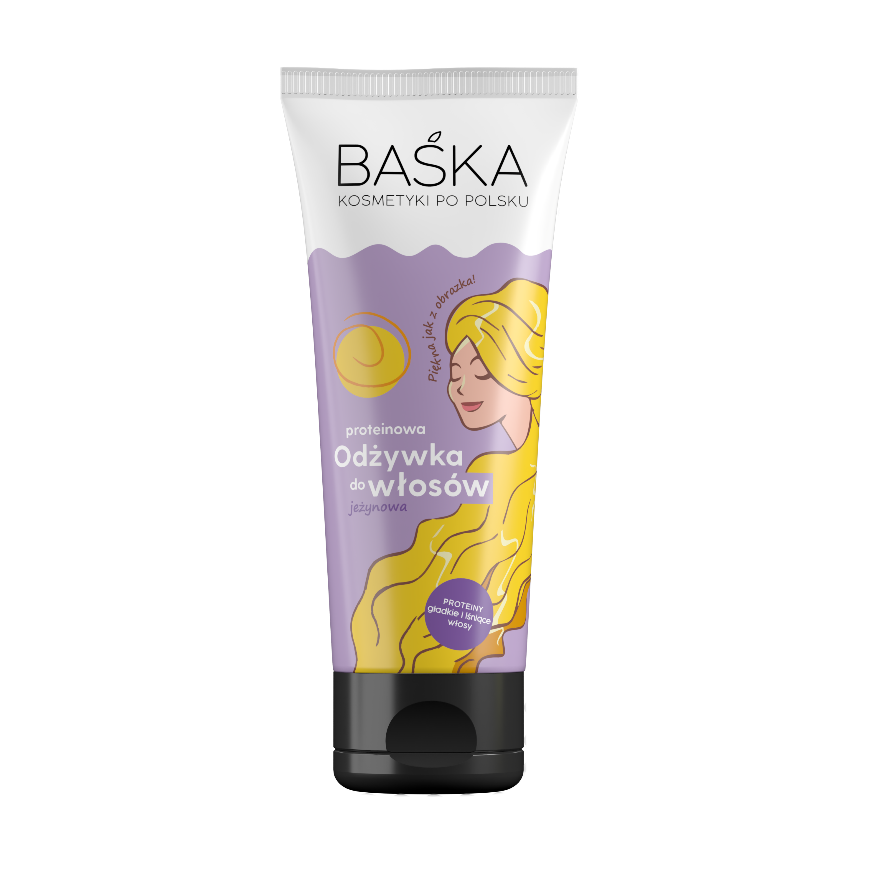 BAŚKA
KOSMETYKI PO POLSKU
Piękna jak z obrazka!
proteinowa
Odżywka
do włosów
jeżynowa
PROTEINY
gładkie i lśniące
włosy